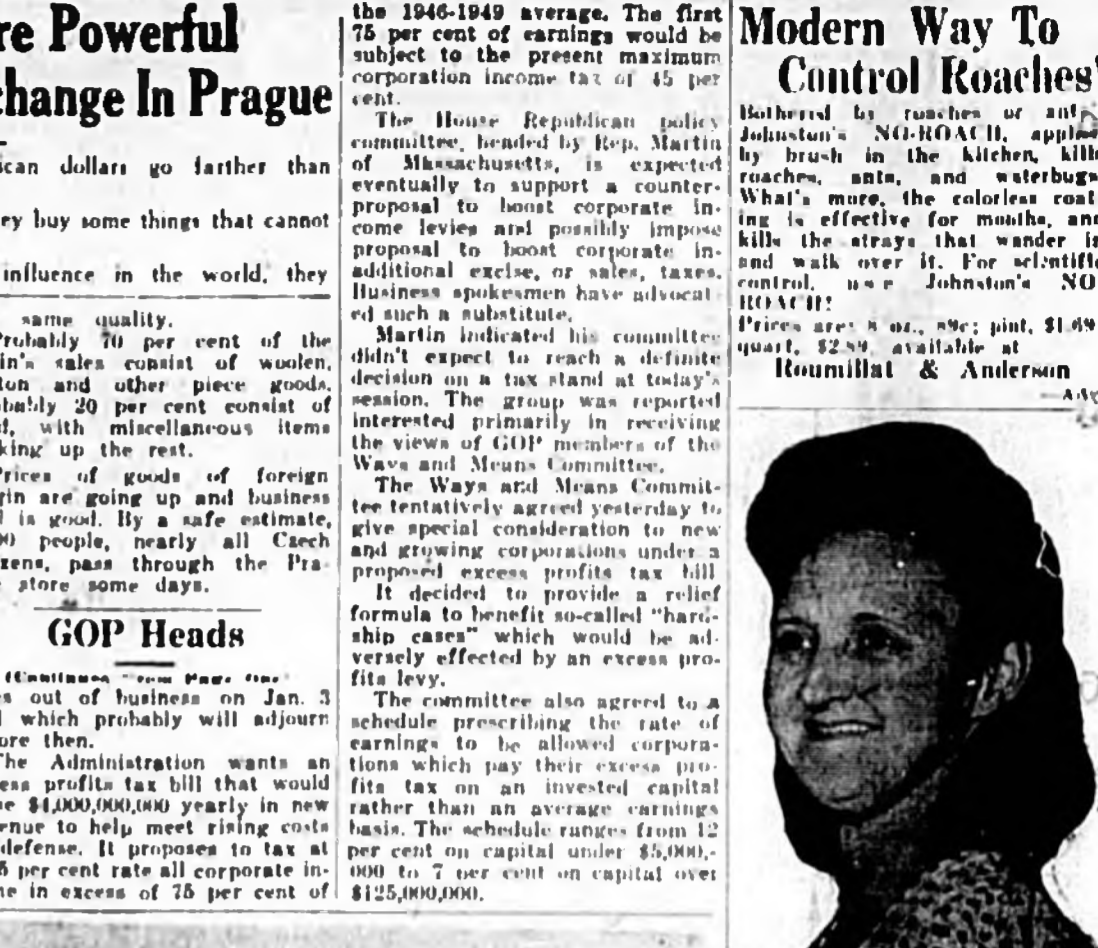 re Powerful
change In Prague
ican dollars go farther than
ey buy some things that cannot
influence in the world, they
same quality.
Probably 70 per cent of the
in's sales consist of woolen,
ton and other piece goods.
bably 20 per cent consist of
with miscellaneous items
king up the rest.
Prices of goods of foreign
gin are going up and business
is good. By a safe estimate,
00 people, nearly all Czech
zens, pass through the Pra-
store some days.
GOP Heads
(Continued From Page One)
es out of business on Jan. 3
which probably will adjourn
ore then.
The Administration wants an
ess profits tax bill that would
$4,000,000,000 yearly in new
enue to help meet rising costs
defense. It proposes to tax at
5 per cent rate all corporate in-
me in excess of 75 per cent of
the 1946-1949 average. The first
75 per cent of earnings would be
subject to the present maximum
corporation income tax of 45 per
cent.
The House Republican policy
committee, headed by Rep. Martin
of Massachusetts, is expected
eventually to support a counter-
proposal to boost corporate in-
come levies and possibly impose
proposal to boost corporate in-
additional excise, or sales, taxes.
Business spokesmen have advocat-
ed such a substitute.
Martin indicated his committee
didn't expect to reach a definite
decision on a tax stand at today's
session. The group was reported
interested primarily in receiving
the views of GOP members of the
Ways and Means Committee.
The Ways and Means Commit-
tee tentatively agreed yesterday to
give special consideration to new
and growing corporations under a
proposed excess profits tax bill
It decided to provide a relief
formula to benefit so-called "hard-
ship cases" which would be ad-
versely effected by an excess pro-
fits levy.
The committee also agreed to a
schedule prescribing the rate of
earnings to be allowed corpora-
tions which pay their excess pro-
fits tax on an invested capital
rather than an average earnings
basis. The schedule ranges from 12
per cent on capital under $5,000,-
000 to 7 per cent on capital over
$125,000,000.
Modern Way To
Control Roaches
Bothered by roaches or ants
Johnston's NO-ROACH, applied
by brush in the kitchen, kills
roaches, ants, and waterbugs
What's more, the colorless coat-
ing is effective for months, and
kills the strays that wander in
and walk over it. For scientific
control, use Johnston's NO
ROACH!
Prices are: 8 oz., 89c; pint, $1.69
quart, $2.89, available at
Roumillat & Anderson
—Adv